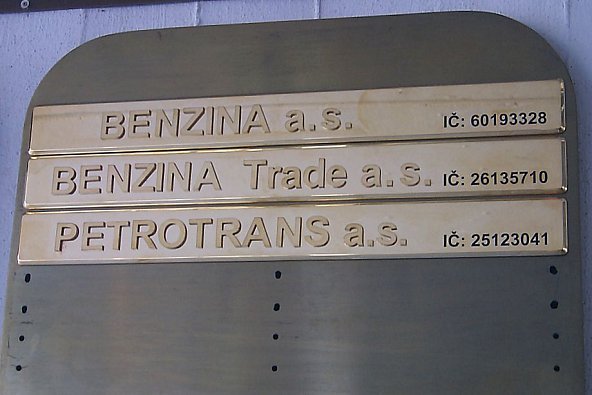 BENZINA a.s. IČ: 60193328
BENZINA Trade a.s. IČ: 26135710
PETROTRANS a.s. IČ: 25123041